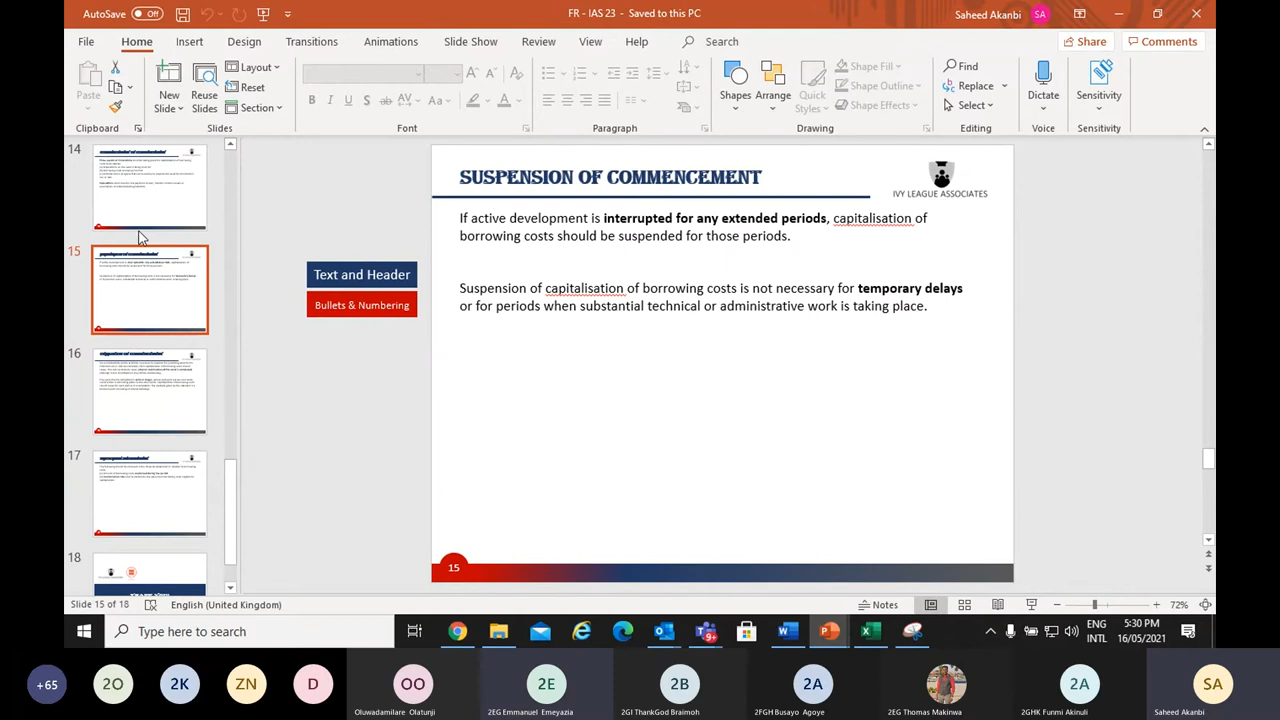 AutoSave Off
FR - IAS 23 - Saved to this PC
Saheed Akanbi SA
File Home Insert Design Transitions Animations Slide Show Review View Help Search Share Comments
Paste
New Slide
Reuse Slides
Layout
Reset
Section
Shapes
Arrange
Quick Styles
Shape Fill
Shape Outline
Shape Effects
Find
Replace
Select
Dictate
Sensitivity
Clipboard Slides Font Paragraph Drawing Editing Voice Sensitivity
14
15
16
17
18
SUSPENSION OF COMMENCEMENT
IVY LEAGUE ASSOCIATES
If active development is interrupted for any extended periods, capitalisation of
borrowing costs should be suspended for those periods.
Text and Header
Bullets & Numbering
Suspension of capitalisation of borrowing costs is not necessary for temporary delays
or for periods when substantial technical or administrative work is taking place.
15
Slide 15 of 18 English (United Kingdom) Notes 72%
Type here to search
ENG
INTL
5:30 PM
16/05/2021
+65 2O 2K ZN D OO 2E 2B 2A 2A SA
Oluwadamilare Olatunji
2EG Emmanuel Emeyazia
2GI ThankGod Braimoh
2FGH Busayo Agoye
2EG Thomas Makinwa
2GHK Funmi Akinuli
Saheed Akanbi